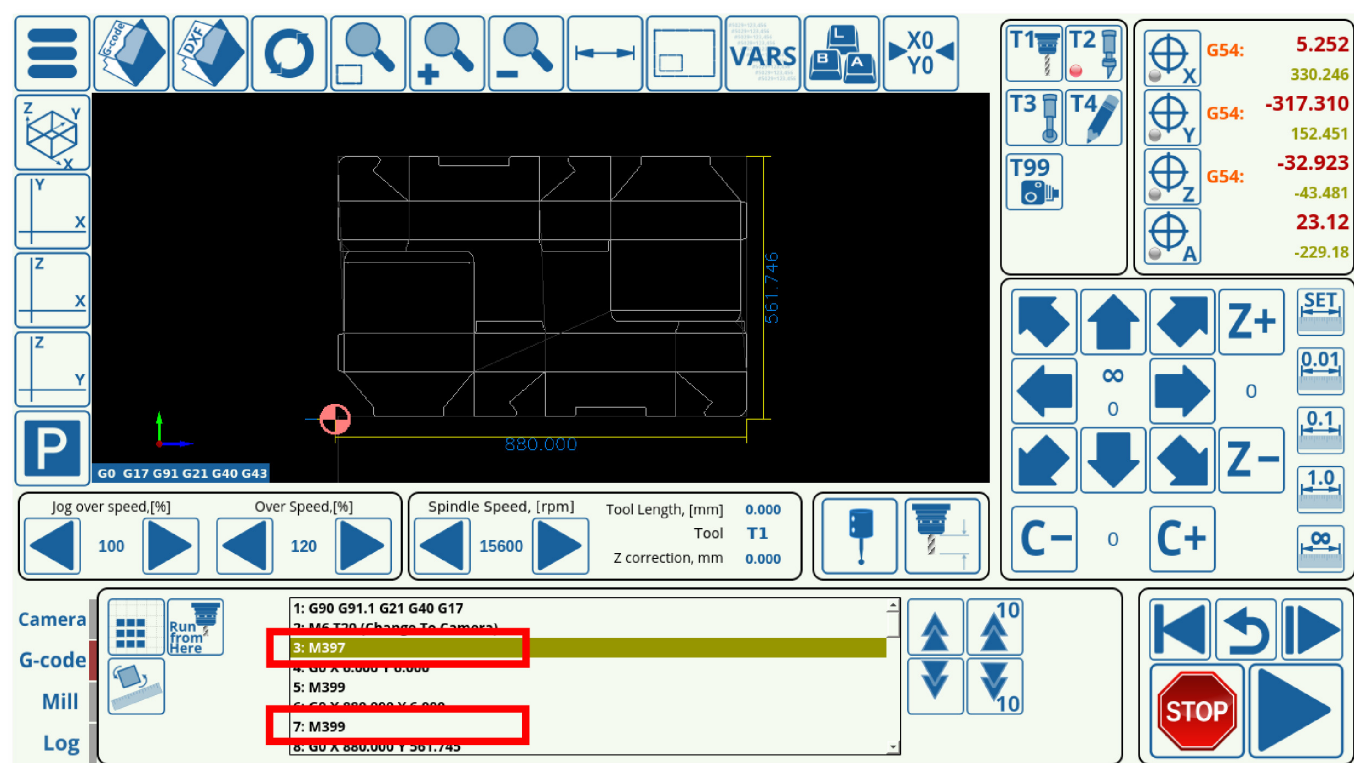 G-code
DXF
VARS
L
B
A
X0
Y0
Z
Y
X
Y
X
Z
X
Z
Y
P
561.746
880.000
G0 G17 G91 G21 G40 G43
T1
T2
T3
T4
T99
X
G54:
5.252
330.246
Y
G54:
-317.310
152.451
Z
G54:
-32.923
-43.481
A
23.12
-229.18
Z+
SET
∞
0
0
0.01
0.1
Z-
1.0
C-
0
C+
∞
Jog over speed,[%]
100
Over Speed,[%]
120
Spindle Speed, [rpm]
15600
Tool Length, [mm] 0.000
Tool T1
Z correction, mm 0.000
Camera
G-code
Mill
Log
Run
from
Here
1: G90 G91.1 G21 G40 G17
3: M397
5: M399
7: M399
8: G0 X 880.000 Y 561.745
10
10
STOP